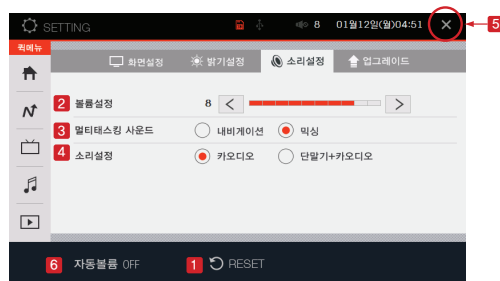 SETTING 8 01월12일(월)04:51 5
퀵메뉴
화면설정 밝기설정 소리설정 업그레이드
2 볼륨설정 8
3 멀티태스킹 사운드 내비게이션 믹싱
4 소리설정 카오디오 단말기+카오디오
6 자동볼륨 OFF 1 RESET